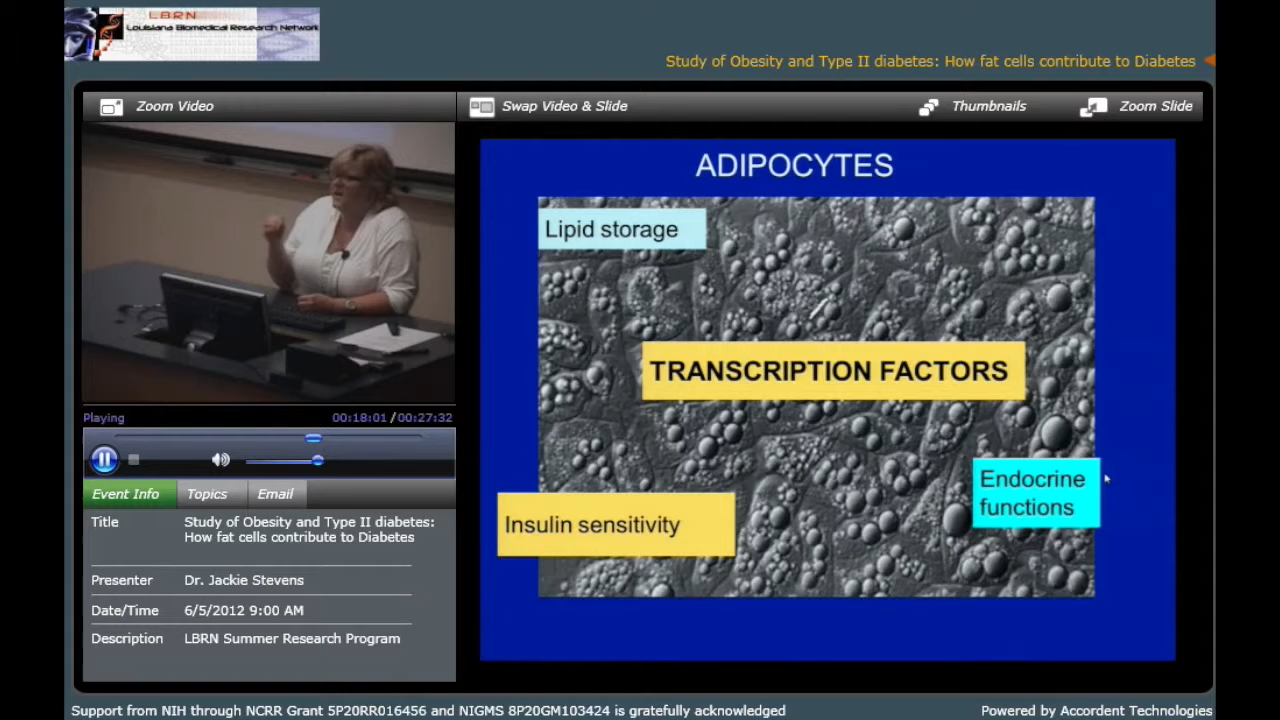 LBRN
Louisiana Biomedical Research Network
Study of Obesity and Type II diabetes: How fat cells contribute to Diabetes
Zoom Video
Swap Video & Slide
Thumbnails
Zoom Slide
ADIPOCYTES
Lipid storage
TRANSCRIPTION FACTORS
Endocrine
functions
Insulin sensitivity
Playing
00:18:01 / 00:27:32
Event Info
Topics
Email
Title
Study of Obesity and Type II diabetes:
How fat cells contribute to Diabetes
Presenter
Dr. Jackie Stevens
Date/Time
6/5/2012 9:00 AM
Description
LBRN Summer Research Program
Support from NIH through NCRR Grant 5P20RR016456 and NIGMS 8P20GM103424 is gratefully acknowledged
Powered by Accordent Technologies